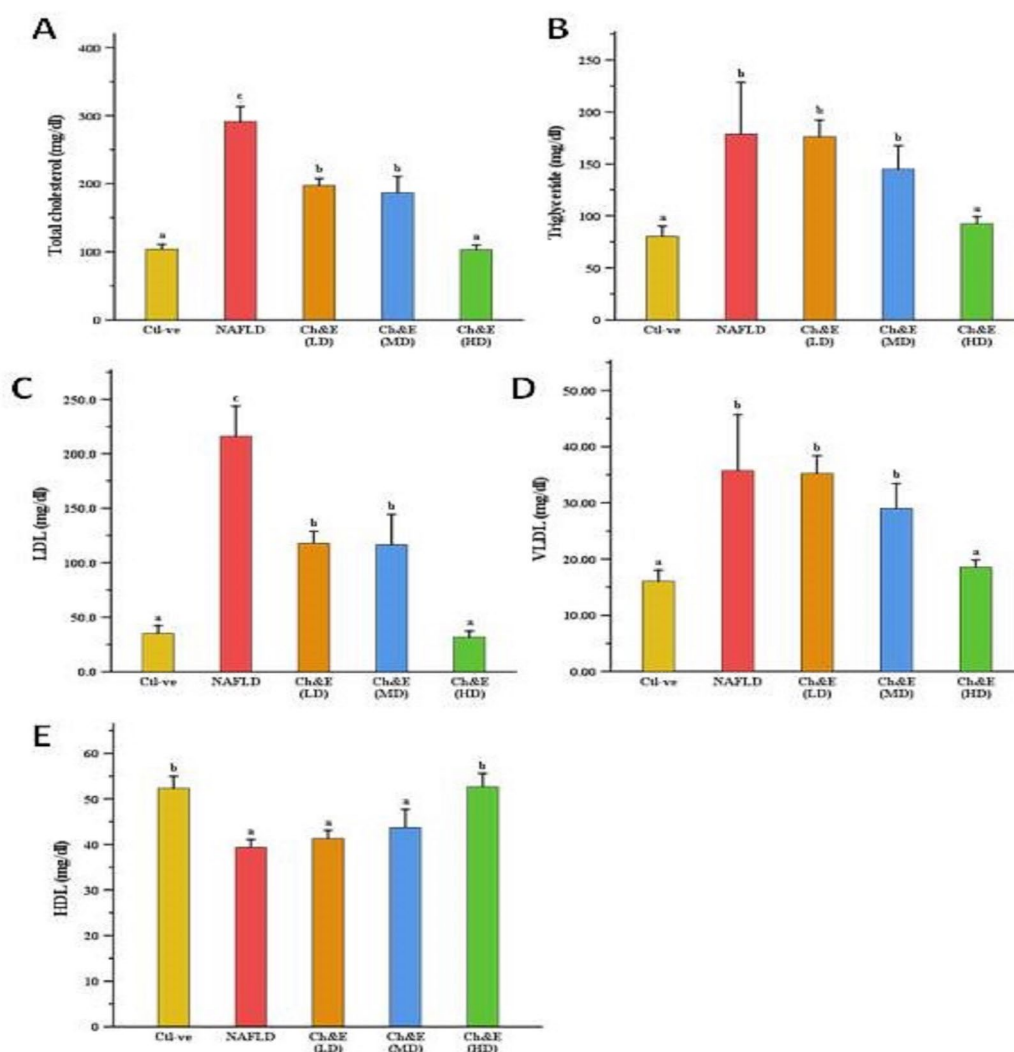 A
Total cholesterol (mg/dl)
400
300
200
100
0
a
c
b
b
a
Ctl-ve NAFLD Ch&E Ch&E Ch&E
(LD) (MD) (HD)
B
Triglyceride (mg/dl)
250
200
150
100
50
0
a
b
b
b
a
Ctl-ve NAFLD Ch&E Ch&E Ch&E
(LD) (MD) (HD)
C
LDL (mg/dl)
250.0
200.0
150.0
100.0
50.0
0.0
a
c
b
b
a
Ctl-ve NAFLD Ch&E Ch&E Ch&E
(LD) (MD) (HD)
D
VLDL (mg/dl)
50.00
40.00
30.00
20.00
10.00
0.00
a
b
b
b
a
Ctl-ve NAFLD Ch&E Ch&E Ch&E
(LD) (MD) (HD)
E
HDL (mg/dl)
60
50
40
30
20
10
0
b
a
a
a
b
Ctl-ve NAFLD Ch&E Ch&E Ch&E
(LD) (MD) (HD)